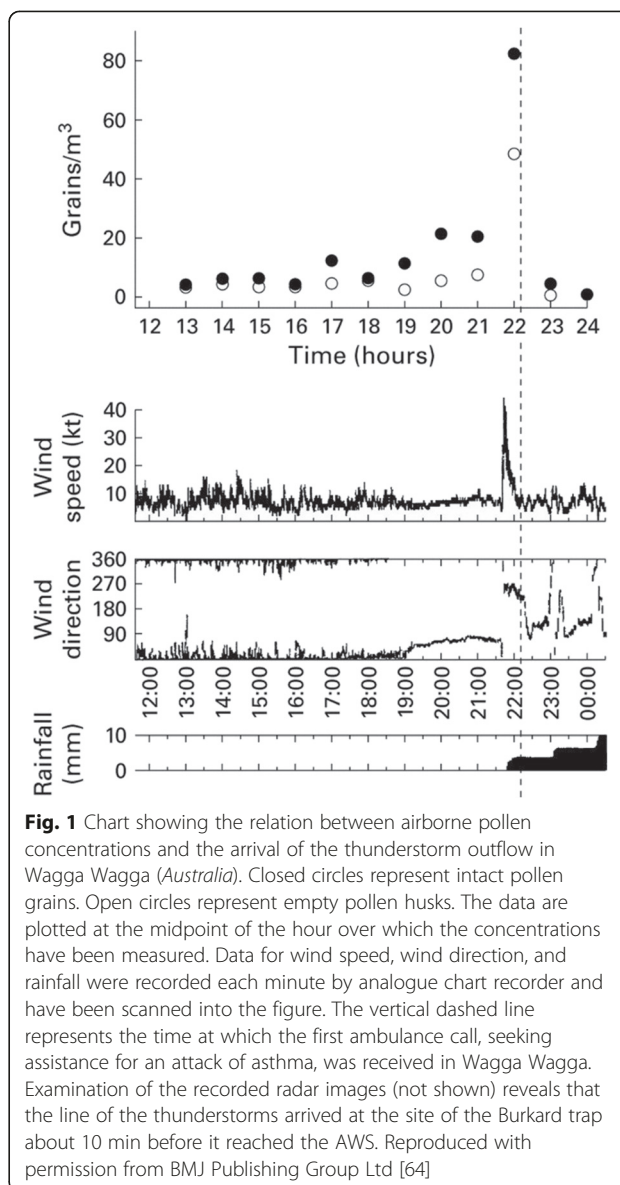 80
60
40
20
0
Grains/m³
12 13 14 15 16 17 18 19 20 21 22 23 24
Time (hours)
40
30
20
10
Wind
speed (kt)
360
270
180
90
Wind
direction
12:00 13:00 14:00 15:00 16:00 17:00 18:00 19:00 20:00 21:00 22:00 23:00 00:00
10
0
Rainfall
(mm)
Fig. 1 Chart showing the relation between airborne pollen
concentrations and the arrival of the thunderstorm outflow in
Wagga Wagga (Australia). Closed circles represent intact pollen
grains. Open circles represent empty pollen husks. The data are
plotted at the midpoint of the hour over which the concentrations
have been measured. Data for wind speed, wind direction, and
rainfall were recorded each minute by analogue chart recorder and
have been scanned into the figure. The vertical dashed line
represents the time at which the first ambulance call, seeking
assistance for an attack of asthma, was received in Wagga Wagga.
Examination of the recorded radar images (not shown) reveals that
the line of the thunderstorms arrived at the site of the Burkard trap
about 10 min before it reached the AWS. Reproduced with
permission from BMJ Publishing Group Ltd [64]